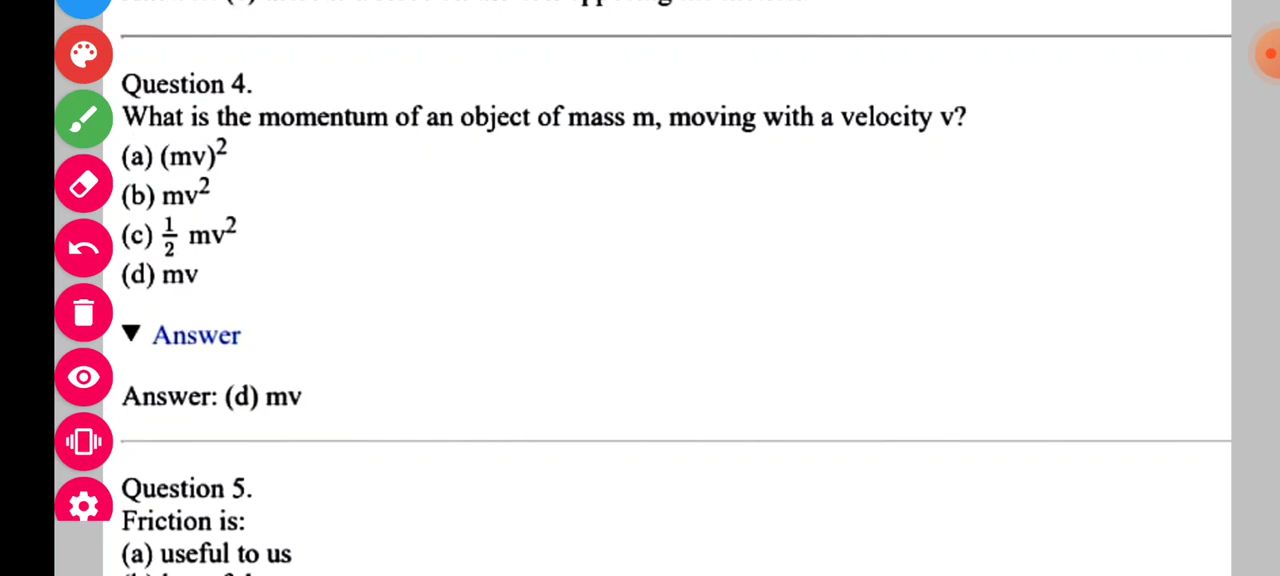 Question 4.
What is the momentum of an object of mass m, moving with a velocity v?
(a) (mv)²
(b) mv²
(c) ½ mv²
(d) mv
▼ Answer
Answer: (d) mv
Question 5.
Friction is:
(a) useful to us